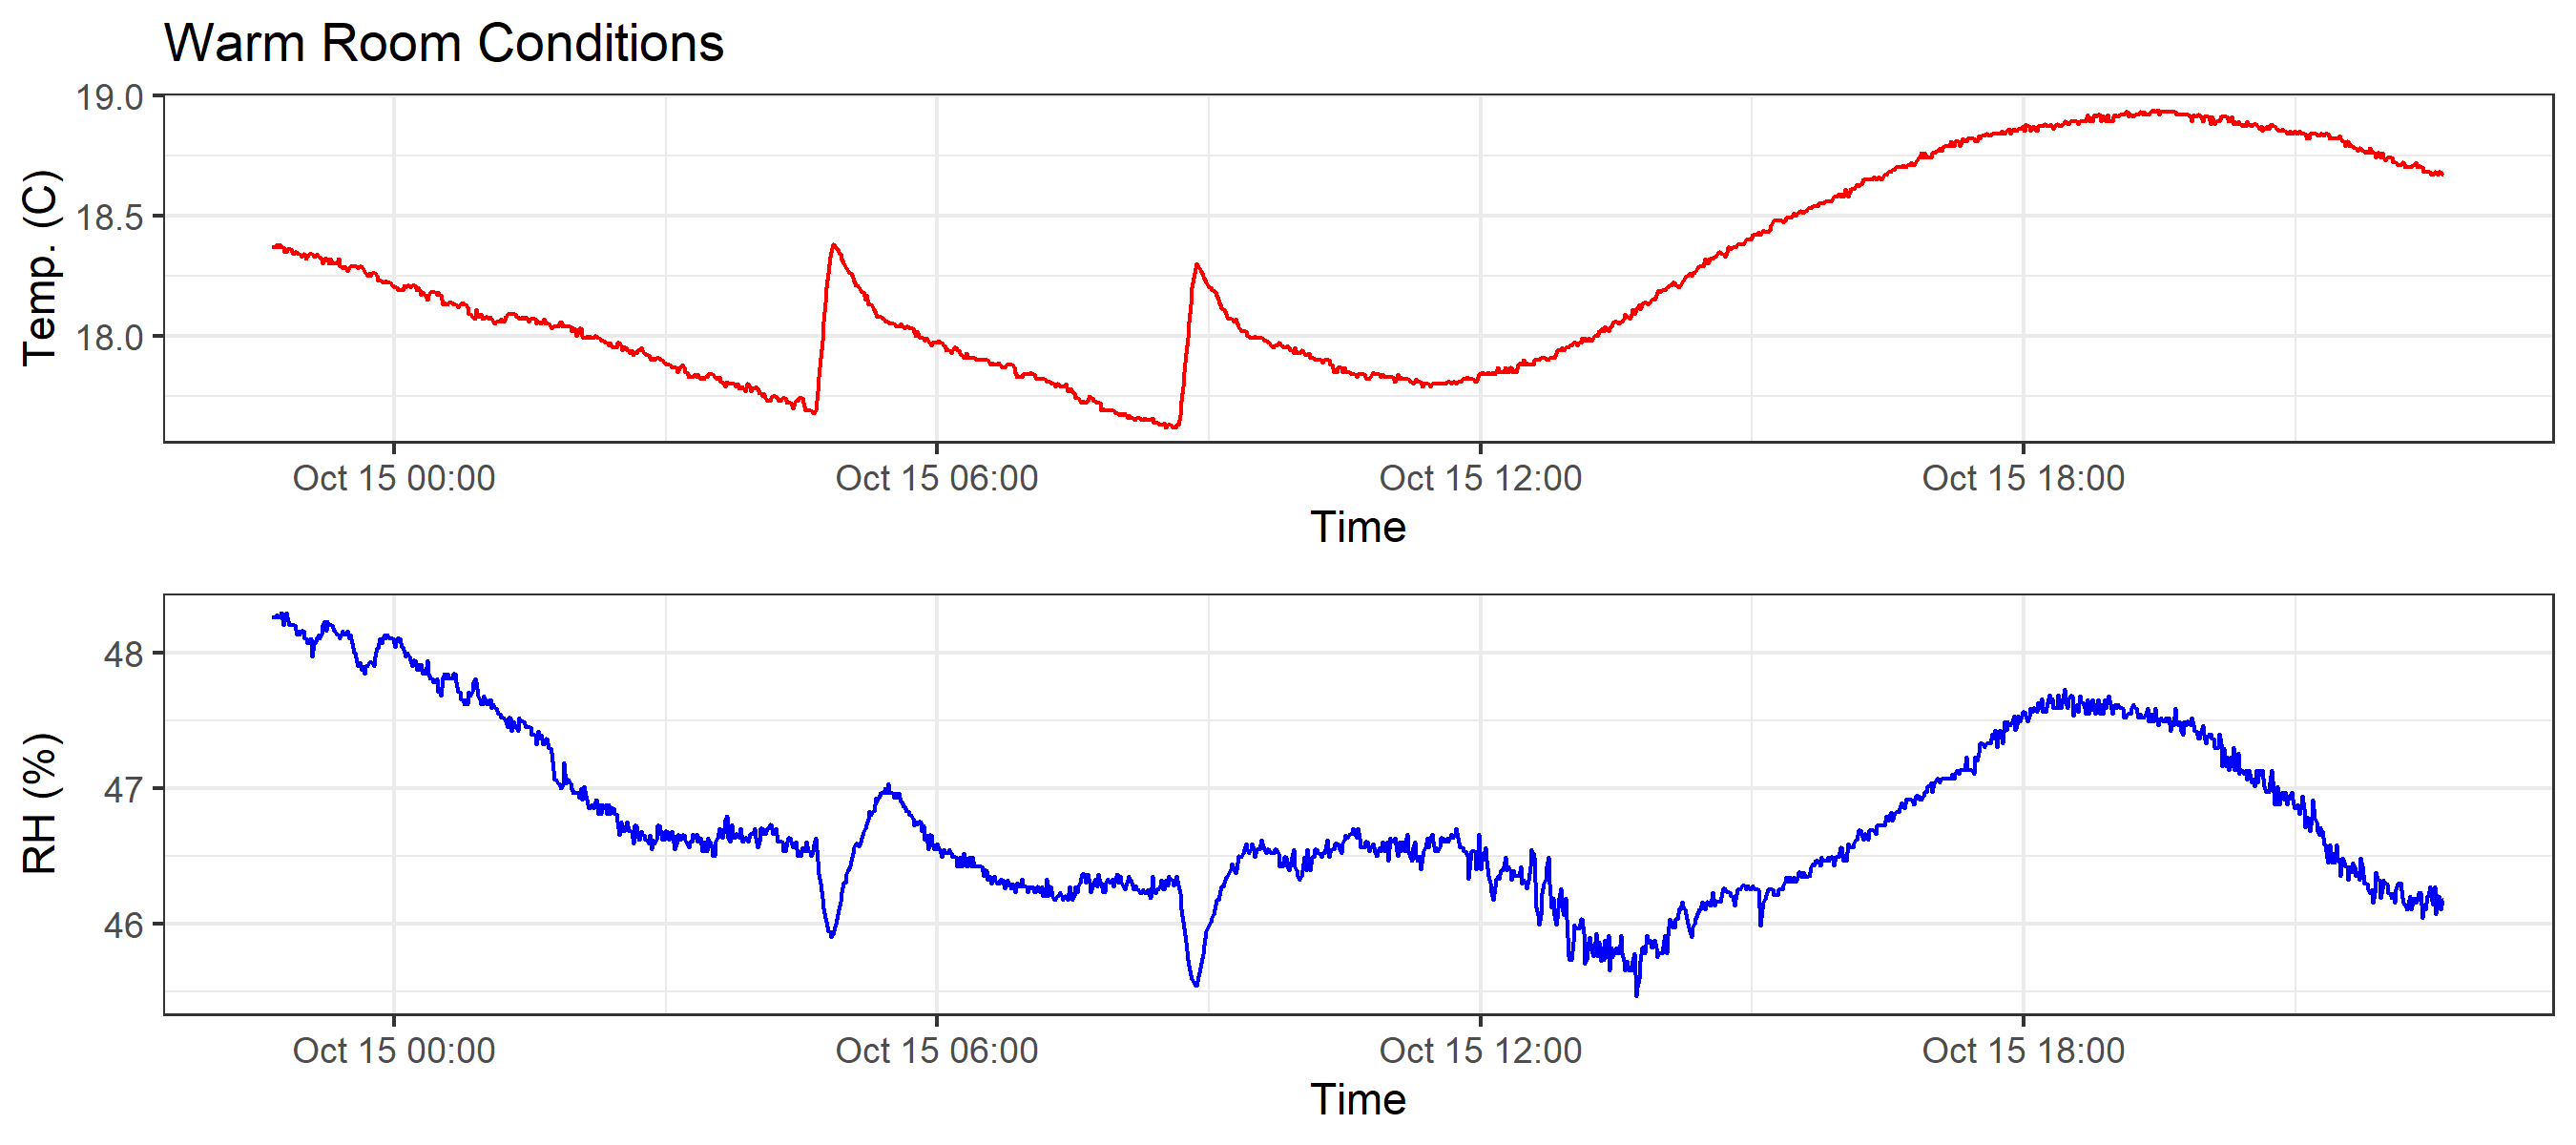 Warm Room Conditions
Temp. (C)
19.0
18.5
18.0
Oct 15 00:00 Oct 15 06:00 Oct 15 12:00 Oct 15 18:00
Time
RH (%)
48
47
46
Oct 15 00:00 Oct 15 06:00 Oct 15 12:00 Oct 15 18:00
Time